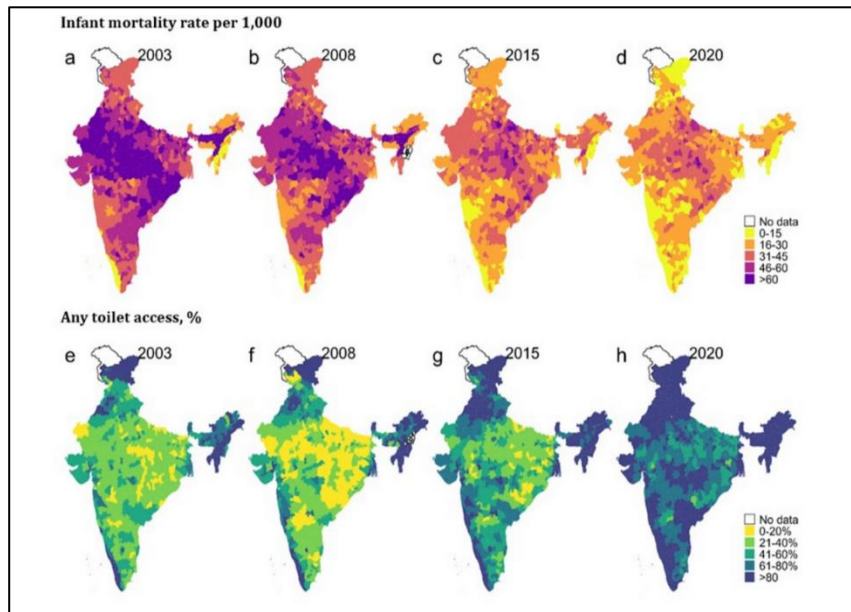 Infant mortality rate per 1,000
a 2003 b 2008 c 2015 d 2020
No data
0-15
16-30
31-45
46-60
>60
Any toilet access, %
e 2003 f 2008 g 2015 h 2020
No data
0-20%
21-40%
41-60%
61-80%
>80